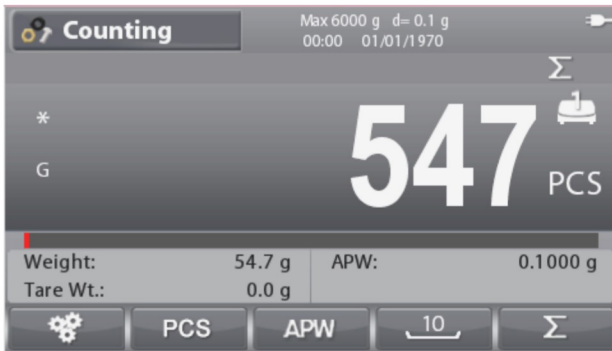 Counting
Max 6000 g d= 0.1 g
00:00 01/01/1970
Σ
1
*
547 PCS
G
Weight: 54.7 g APW: 0.1000 g
Tare Wt.: 0.0 g
PCS APW 10 Σ